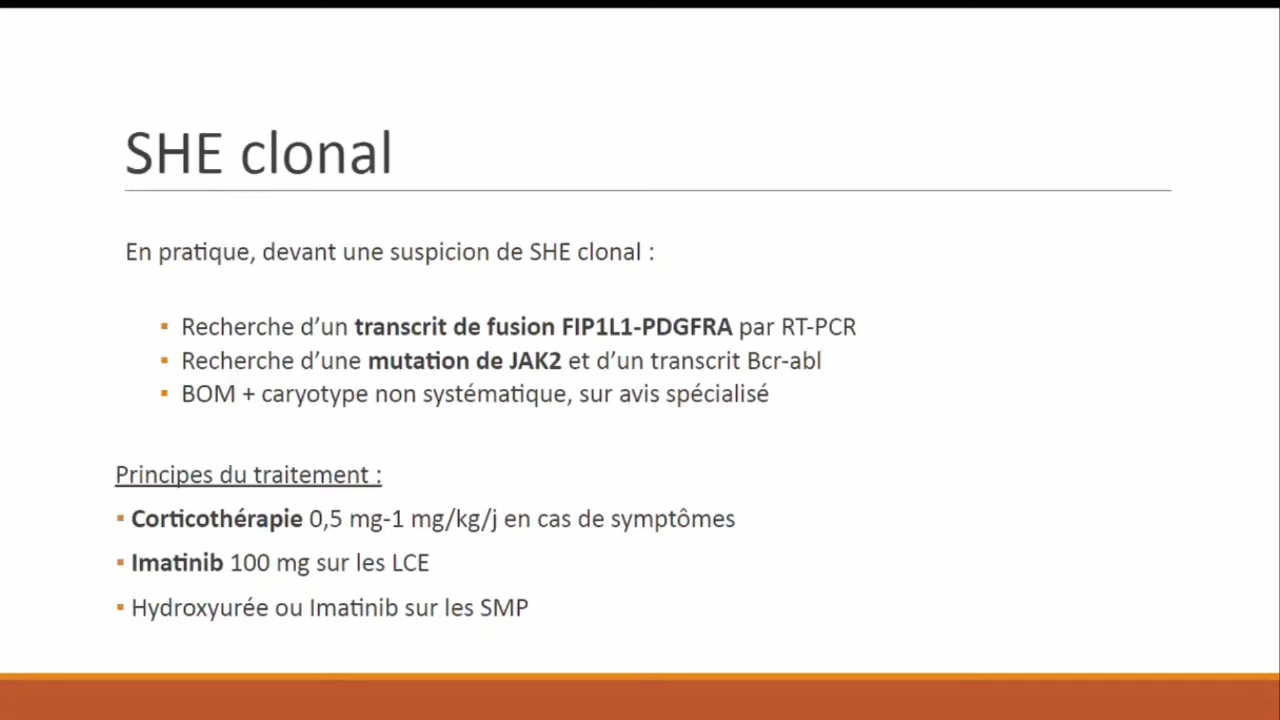 SHE clonal
En pratique, devant une suspicion de SHE clonal :
▪ Recherche d’un transcrit de fusion FIP1L1-PDGFRA par RT-PCR
▪ Recherche d’une mutation de JAK2 et d’un transcrit Bcr-abl
▪ BOM + caryotype non systématique, sur avis spécialisé
Principes du traitement :
▪ Corticothérapie 0,5 mg-1 mg/kg/j en cas de symptômes
▪ Imatinib 100 mg sur les LCE
▪ Hydroxyurée ou Imatinib sur les SMP